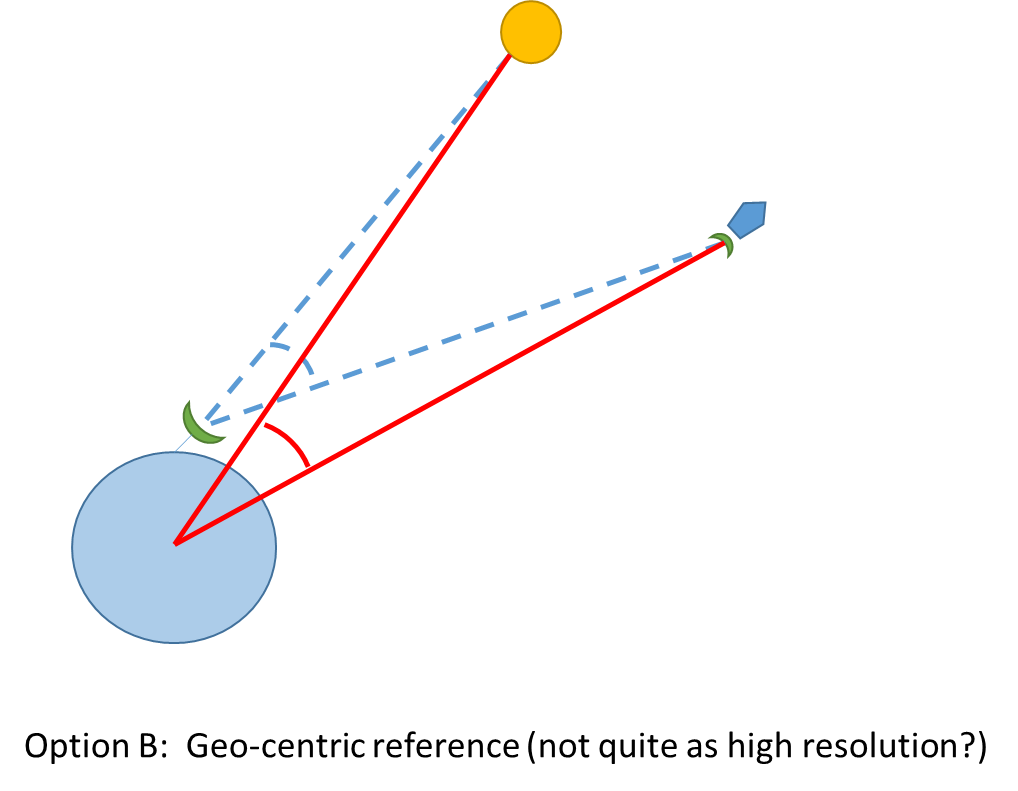 Option B:  Geo-centric reference (not quite as high resolution?)